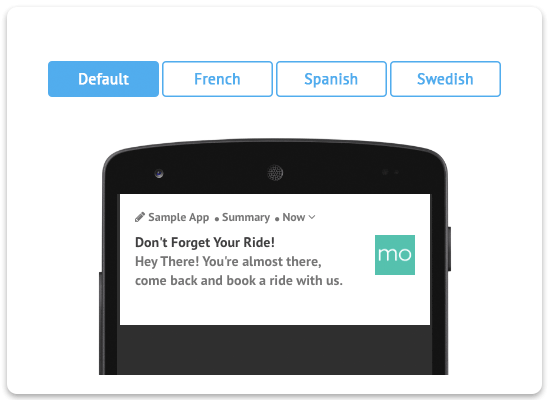 Default French Spanish Swedish
Sample App • Summary • Now
Don't Forget Your Ride!
Hey There! You're almost there,
come back and book a ride with us.
mo